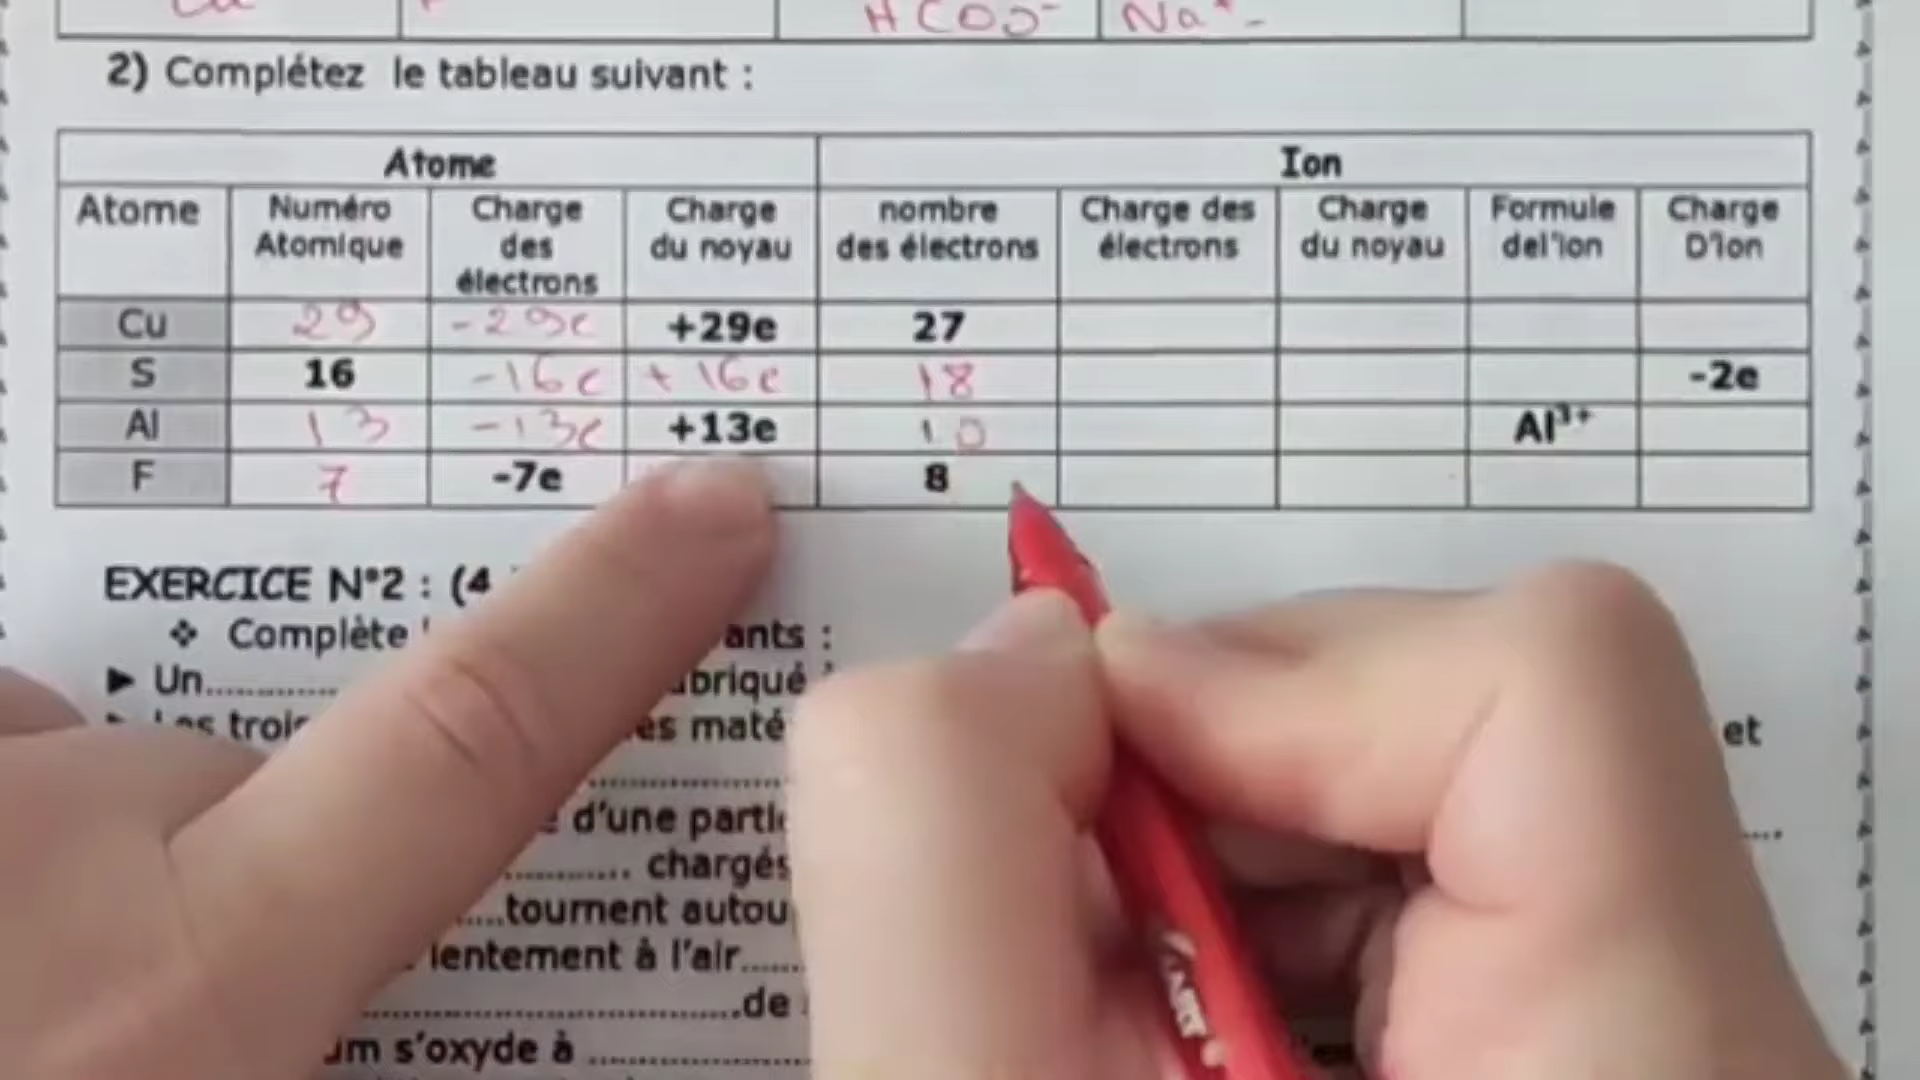 HCO3- Na+
2) Complétez le tableau suivant :
Atome Ion
Atome Numéro Atomique Charge des électrons Charge du noyau nombre des électrons Charge des électrons Charge du noyau Formule del'ion Charge D'ion
Cu 29 -29e +29e 27
S 16 -16e +16e 18 -2e
Al 13 -13e +13e 10 Al³⁺
F 7 -7e 8
EXERCICE N°2 : (4
❖ Complète ants :
► Un............. briqué
trois es maté et
d'une parti
............ chargés
.....tournent autou
lentement à l'air......
.................................de
um s'oxyde à ...................